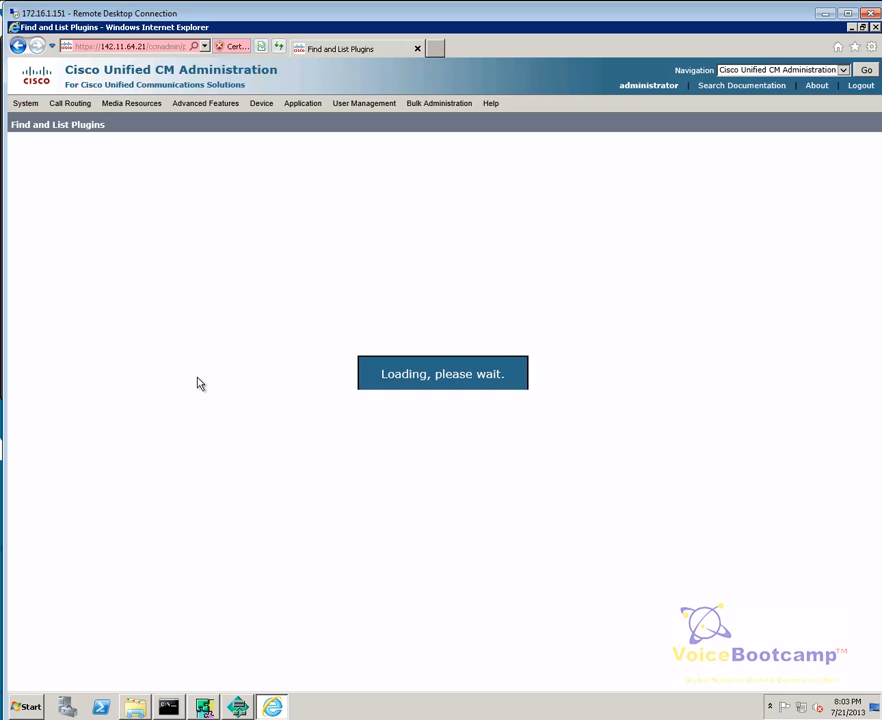 172.16.1.151 - Remote Desktop Connection
Find and List Plugins - Windows Internet Explorer
https://142.11.64.21/ccmadmin/p
Cert...
Find and List Plugins
Cisco Unified CM Administration
For Cisco Unified Communications Solutions
CISCO
Navigation Cisco Unified CM Administration Go
administrator | Search Documentation | About | Logout
System Call Routing Media Resources Advanced Features Device Application User Management Bulk Administration Help
Find and List Plugins
Loading, please wait.
VoiceBootcamp™
Start
8:03 PM
7/21/2013